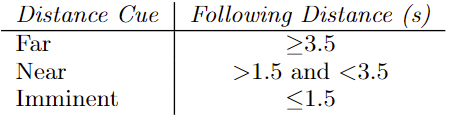 Distance Cue Following Distance (s)
Far ≥3.5
Near >1.5 and <3.5
Imminent ≤1.5